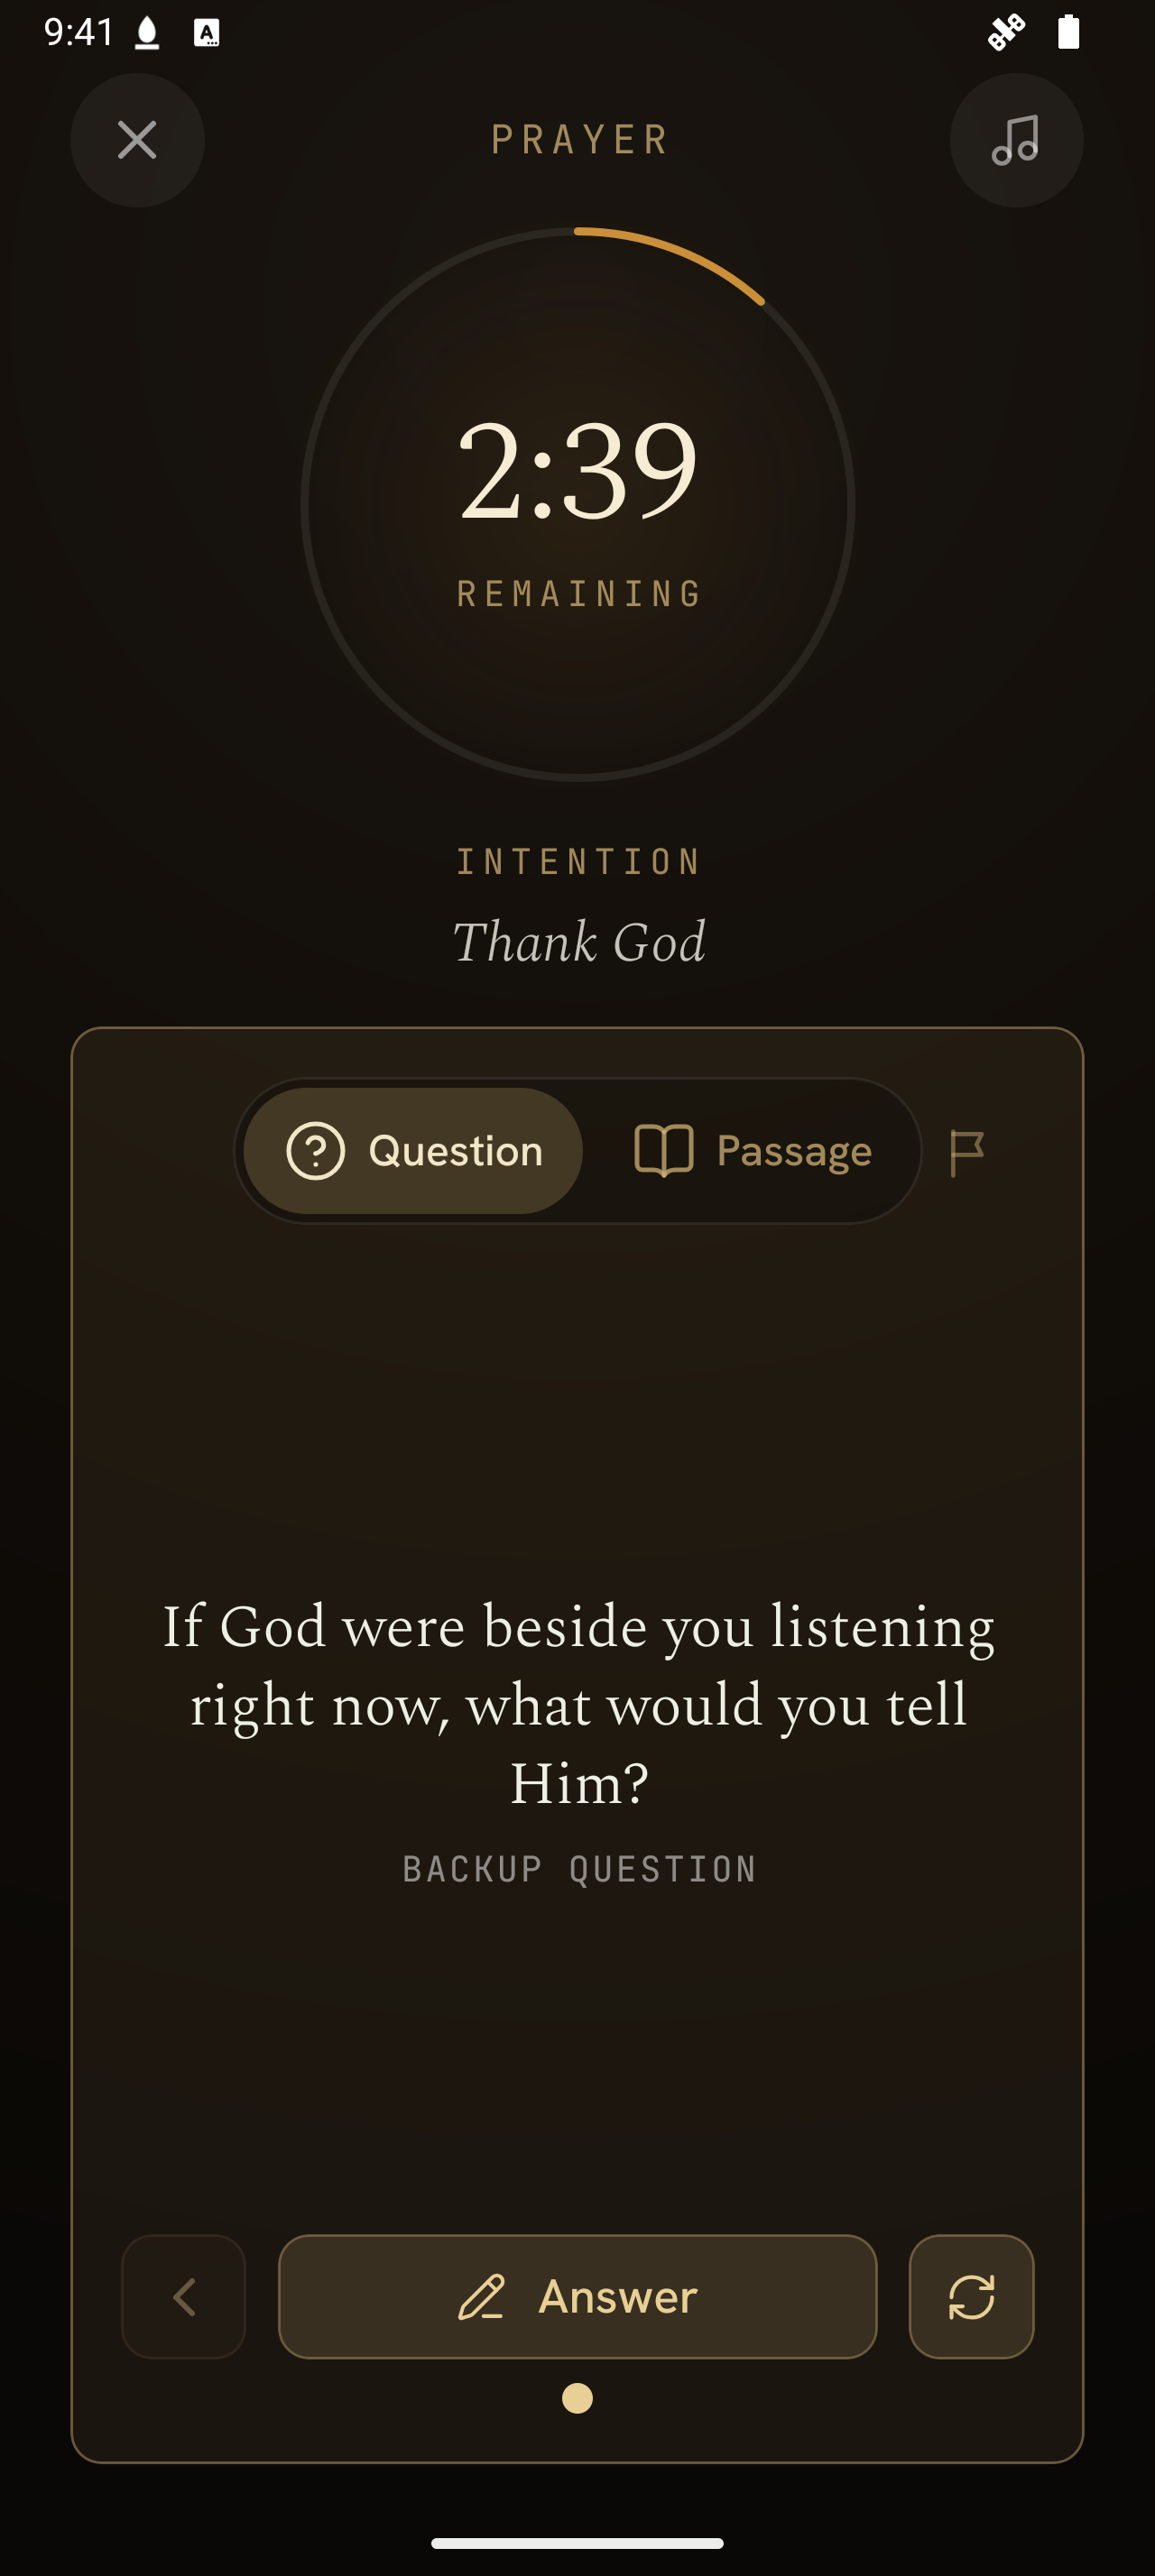 9:41
PRAYER
2:39
REMAINING
INTENTION
Thank God
Question
Passage
If God were beside you listening
right now, what would you tell
Him?
BACKUP QUESTION
Answer